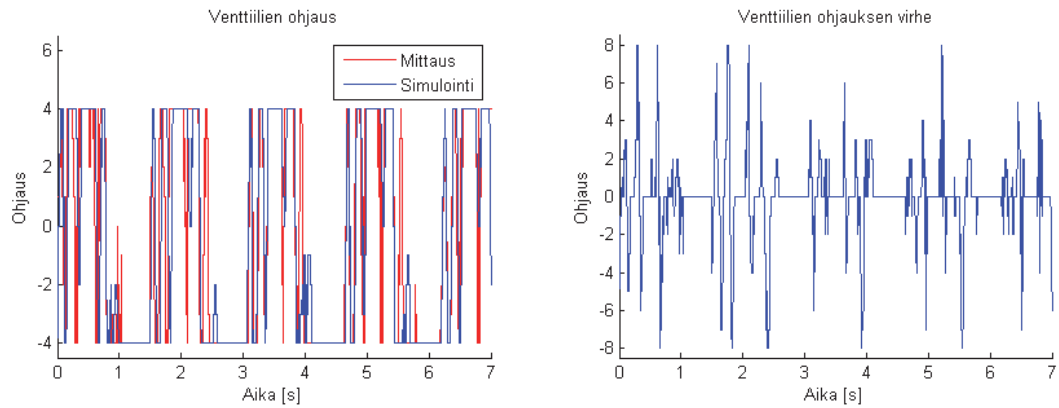 Venttiilien ohjaus
6
4
2
0
-2
-4
Ohjaus
0 1 2 3 4 5 6 7
Aika [s]
Mittaus
Simulointi
Venttiilien ohjauksen virhe
8
6
4
2
0
-2
-4
-6
-8
Ohjaus
0 1 2 3 4 5 6 7
Aika [s]